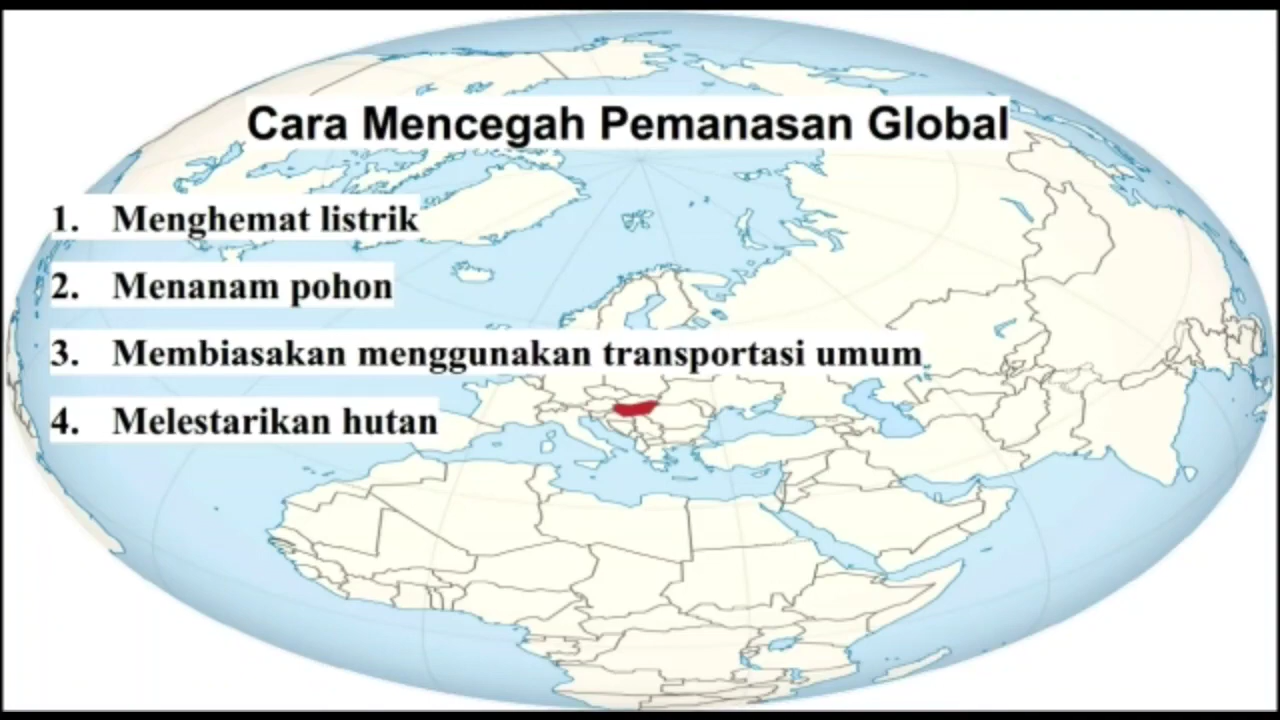 Cara Mencegah Pemanasan Global
1. Menghemat listrik
2. Menanam pohon
3. Membiasakan menggunakan transportasi umum
4. Melestarikan hutan